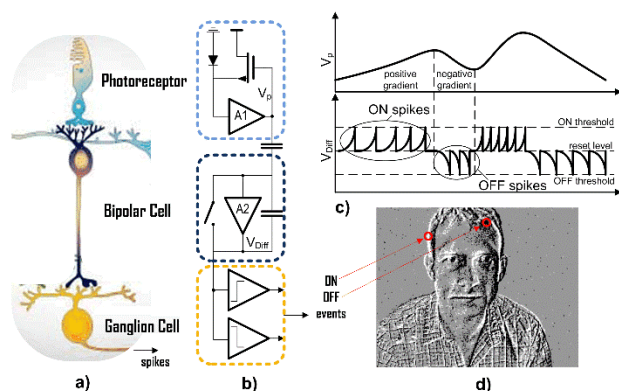 Photoreceptor
Bipolar Cell
Ganglion Cell
spikes
a)
Vp
A1
A2
VDiff
events
b)
c)
Vp
positive gradient
negative gradient
ON spikes
ON threshold
VDiff
reset level
OFF threshold
OFF spikes
ON
OFF
d)